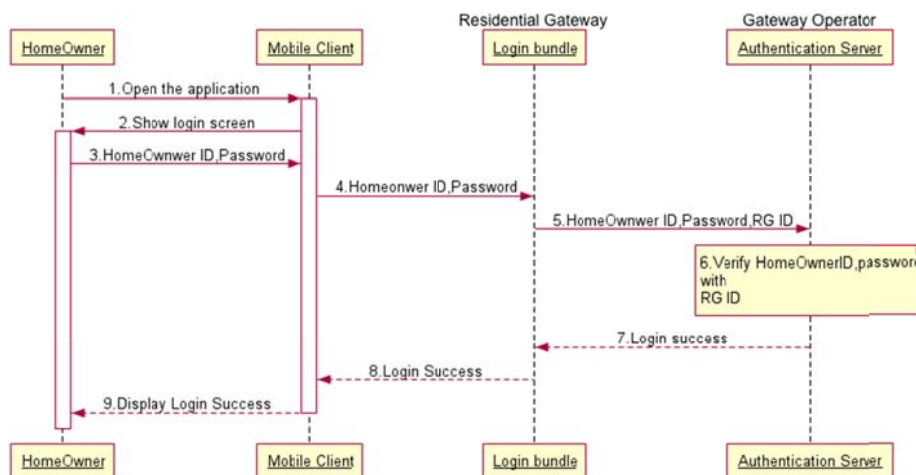 Residential Gateway
Gateway Operator
HomeOwner
Mobile Client
Login bundle
Authentication Server
1.Open the application
2.Show login screen
3.HomeOwnwer ID,Password
4.Homeonwer ID,Password
5.HomeOwnwer ID,Password,RG ID
6.Verify HomeOwnerID,password
with
RG ID
7.Login success
8.Login Success
9.Display Login Success
HomeOwner
Mobile Client
Login bundle
Authentication Server